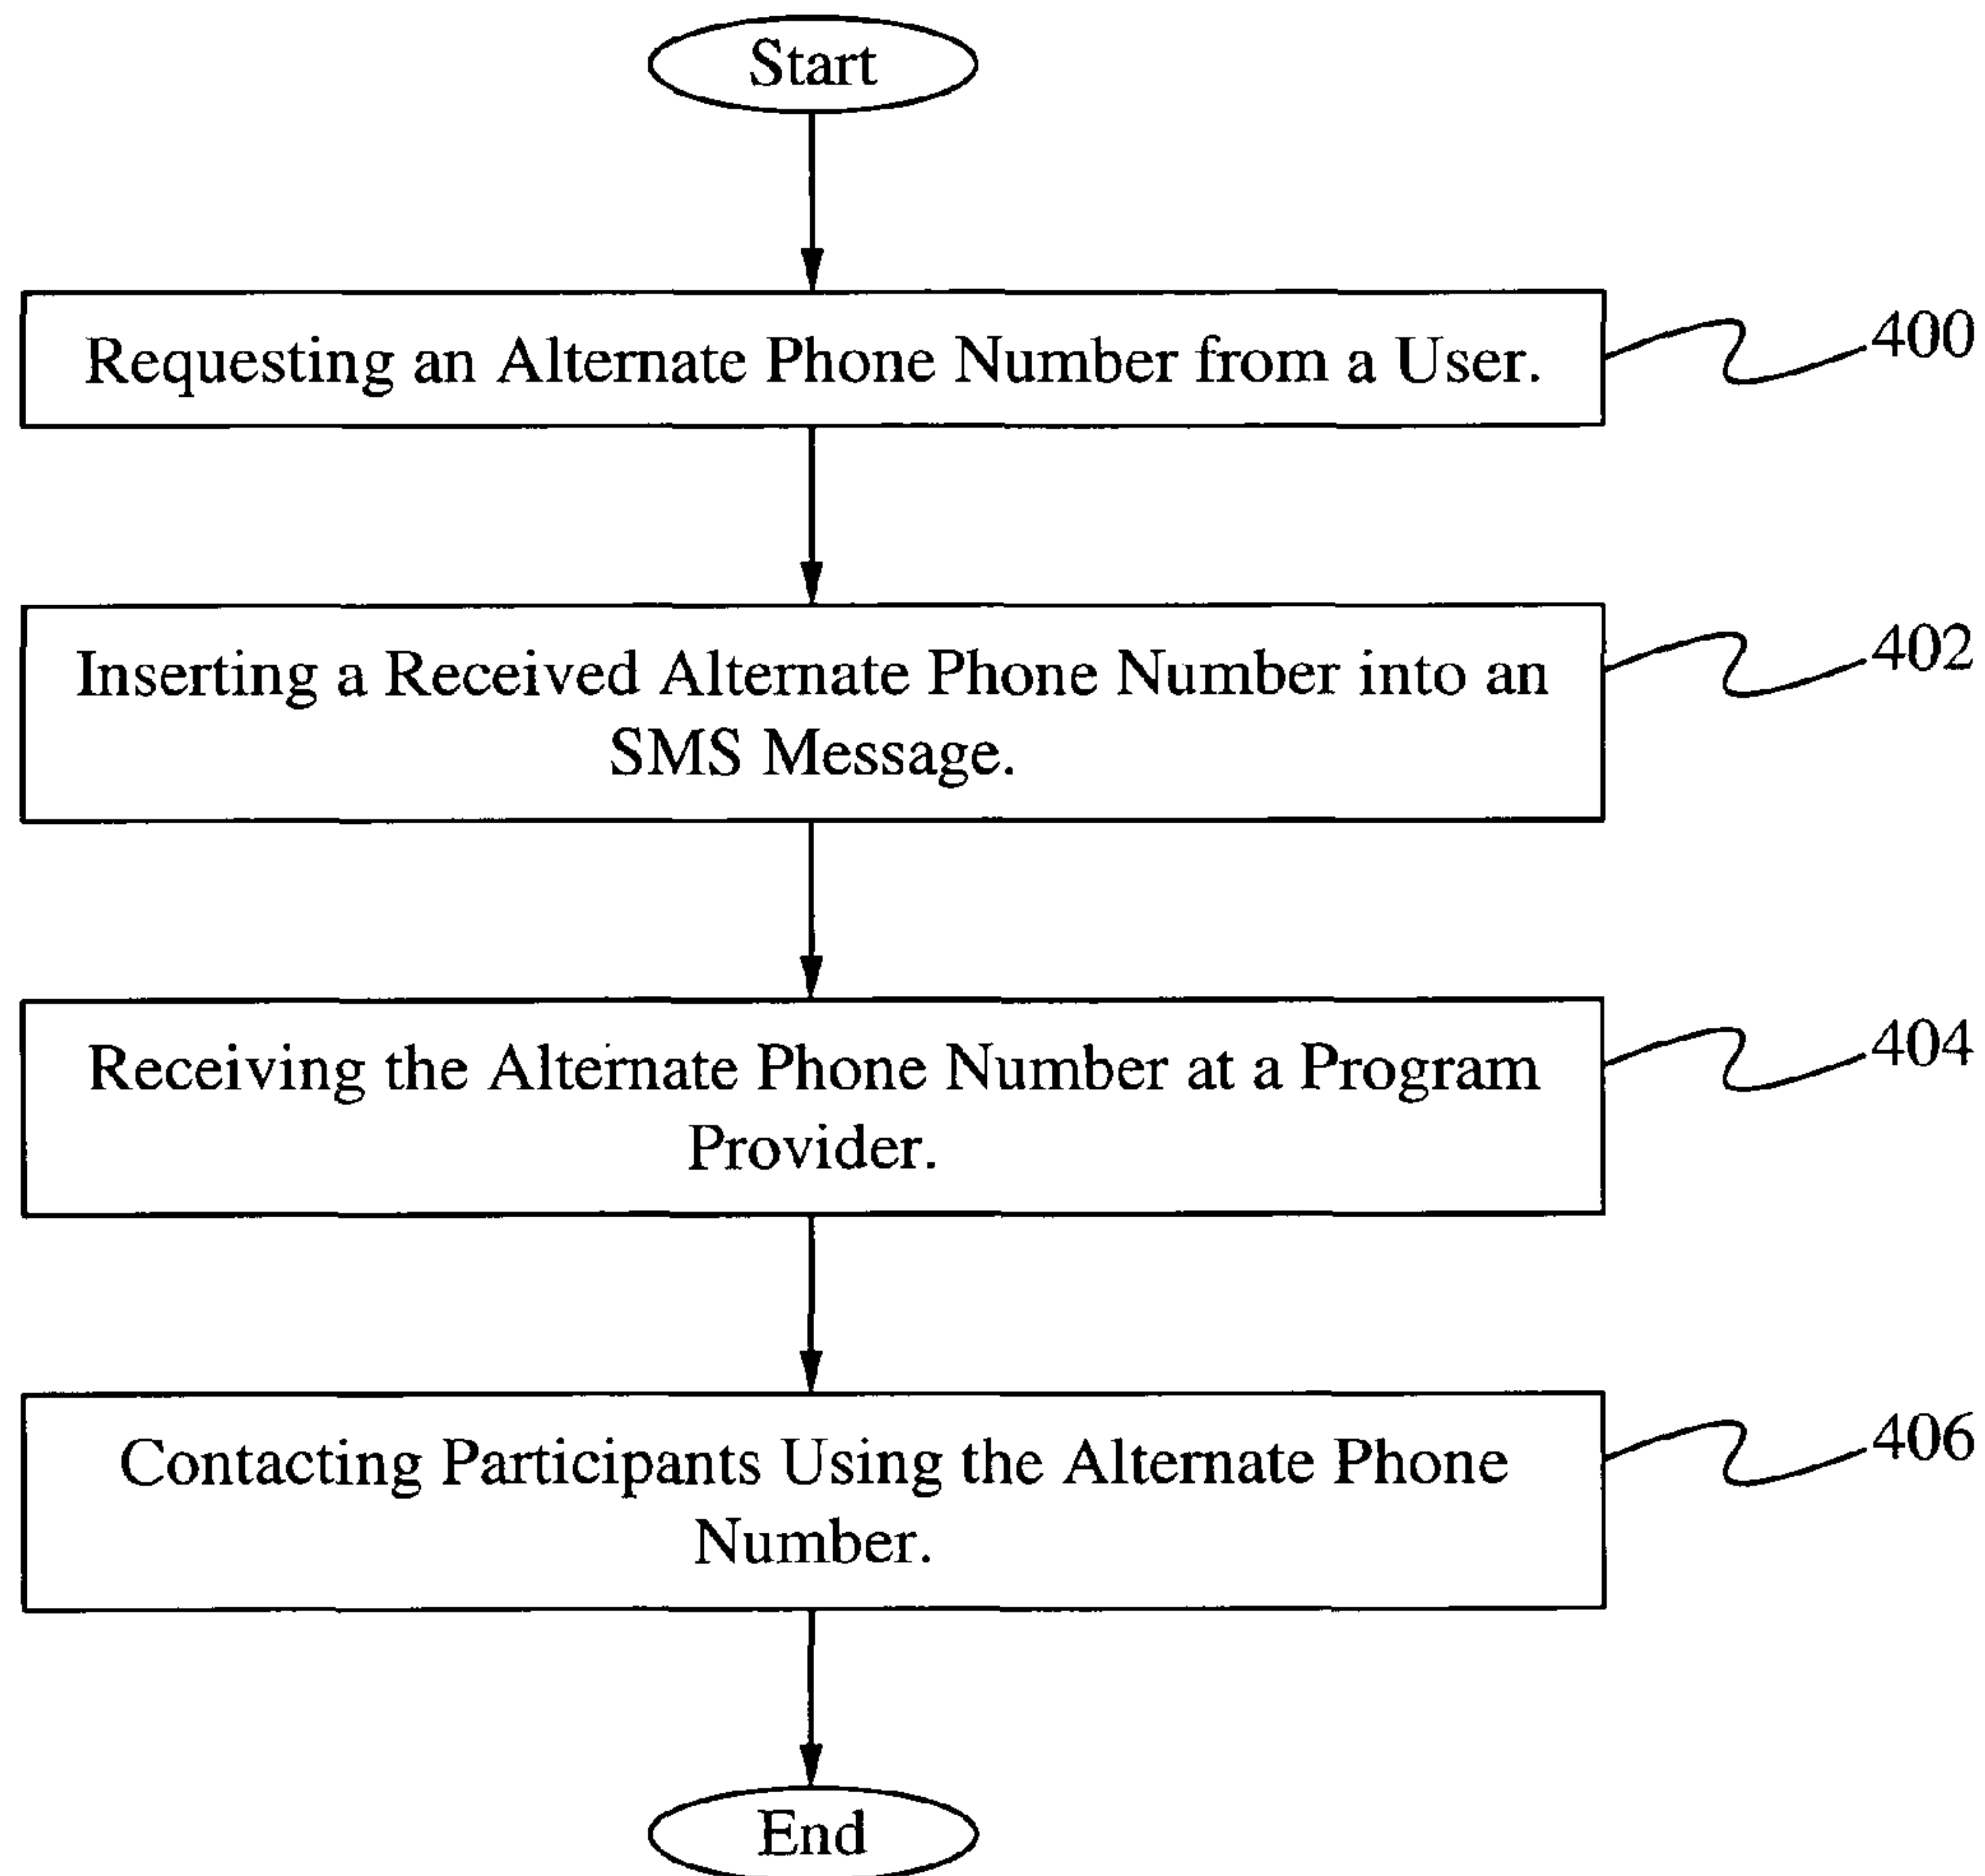 Start
Requesting an Alternate Phone Number from a User.
400
Inserting a Received Alternate Phone Number into an
SMS Message.
402
Receiving the Alternate Phone Number at a Program
Provider.
404
Contacting Participants Using the Alternate Phone
Number.
406
End